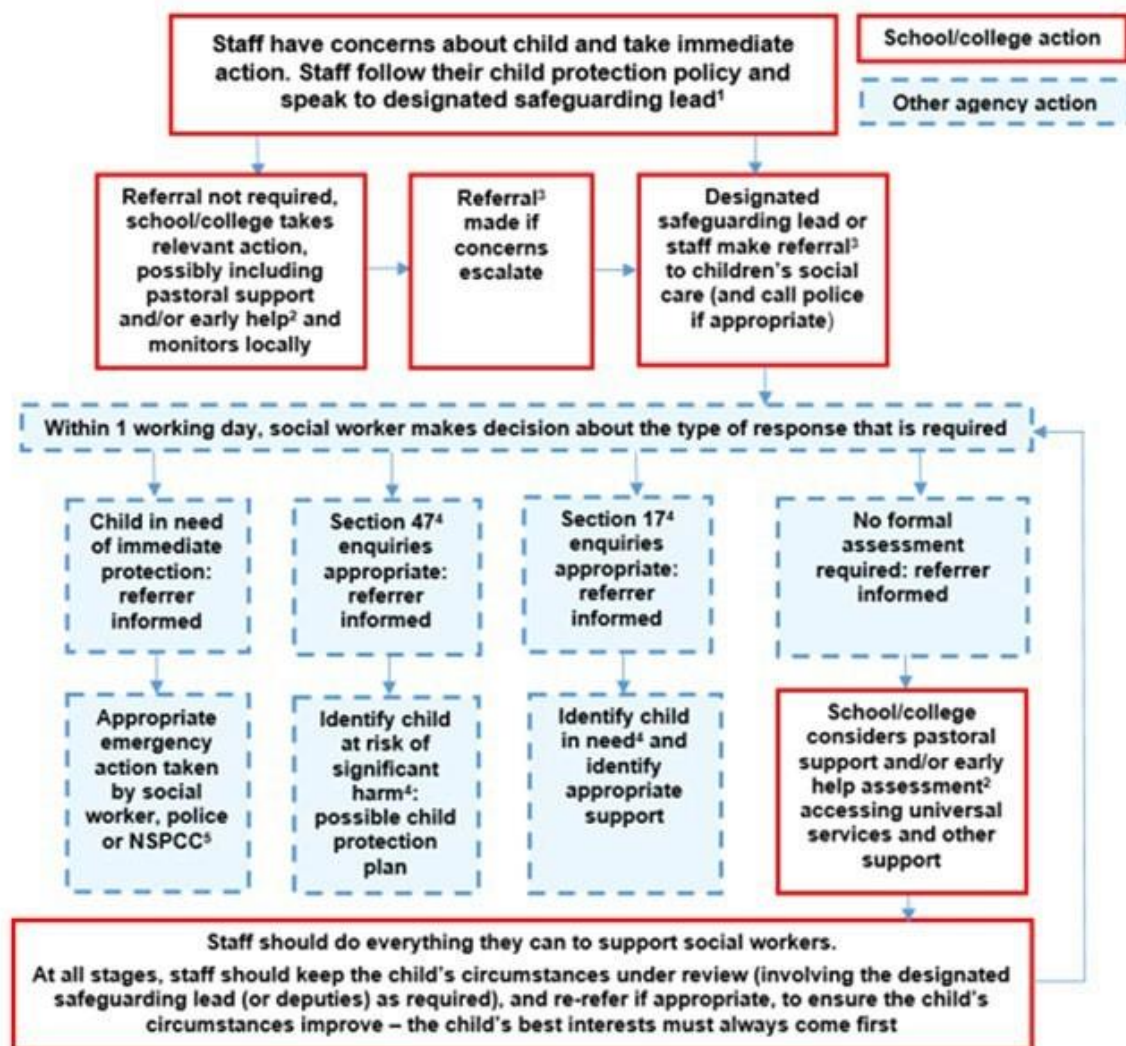 Staff have concerns about child and take immediate
action. Staff follow their child protection policy and
speak to designated safeguarding lead¹
School/college action
Other agency action
Referral not required,
school/college takes
relevant action,
possibly including
pastoral support
and/or early help² and
monitors locally
Referral³
made if
concerns
escalate
Designated
safeguarding lead or
staff make referral³
to children's social
care (and call police
if appropriate)
Within 1 working day, social worker makes decision about the type of response that is required
Child in need
of immediate
protection:
referrer
informed
Section 47⁴
enquiries
appropriate:
referrer
informed
Section 17⁴
enquiries
appropriate:
referrer
informed
No formal
assessment
required: referrer
informed
Appropriate
emergency
action taken
by social
worker, police
or NSPCC⁵
Identify child
at risk of
significant
harm⁴:
possible child
protection
plan
Identify child
in need⁴ and
identify
appropriate
support
School/college
considers pastoral
support and/or early
help assessment²
accessing universal
services and other
support
Staff should do everything they can to support social workers.
At all stages, staff should keep the child's circumstances under review (involving the designated
safeguarding lead (or deputies) as required), and re-refer if appropriate, to ensure the child's
circumstances improve – the child's best interests must always come first